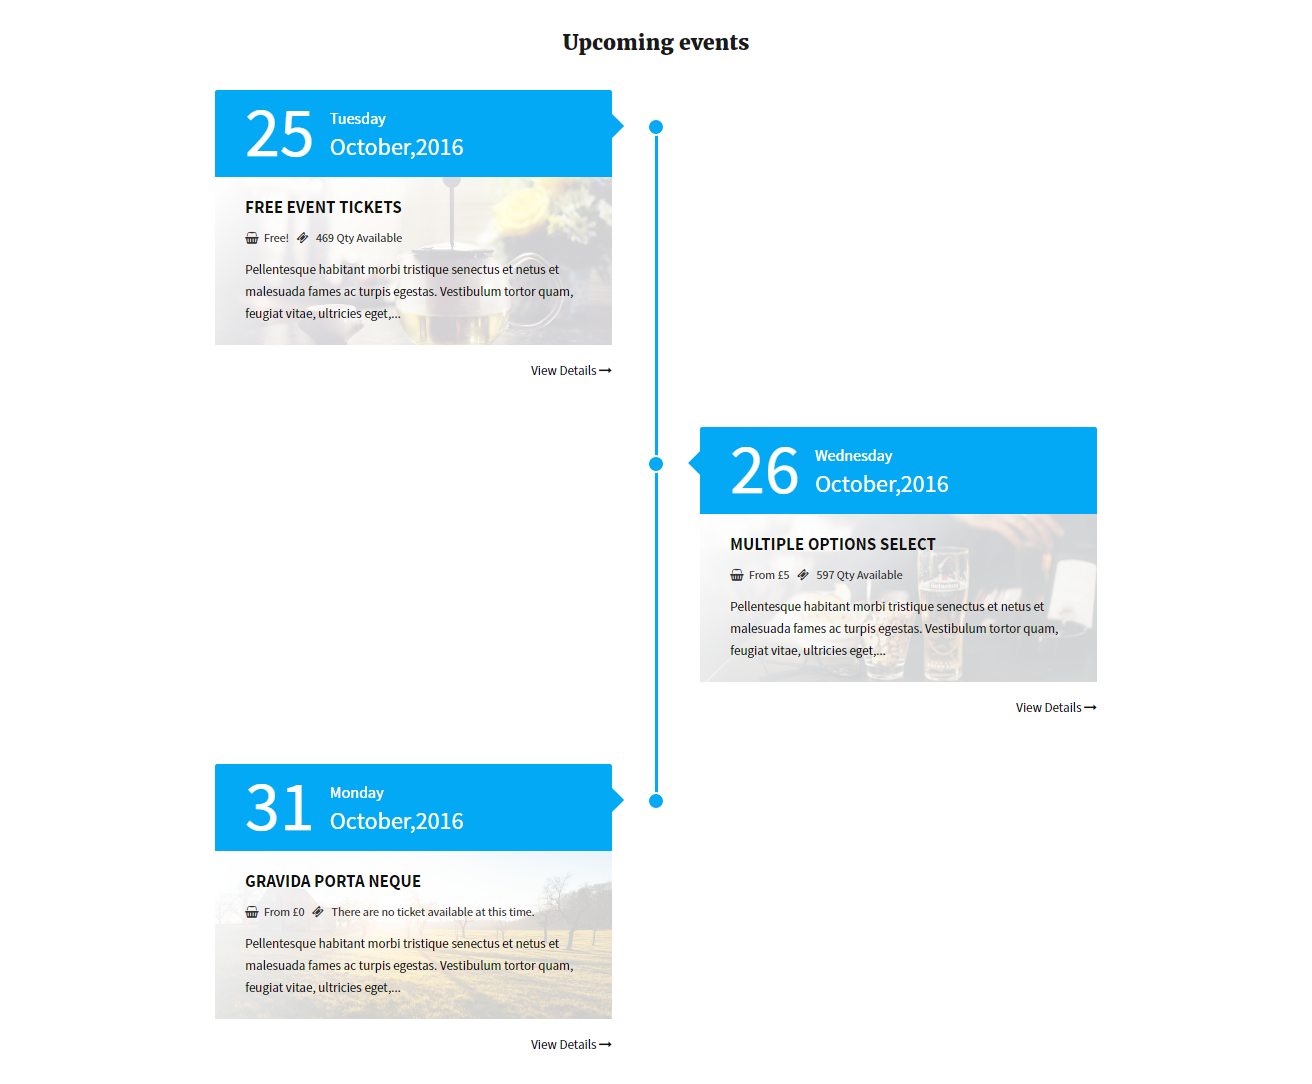 Upcoming events
25
Tuesday
October,2016
FREE EVENT TICKETS
Free! 469 Qty Available
Pellentesque habitant morbi tristique senectus et netus et
malesuada fames ac turpis egestas. Vestibulum tortor quam,
feugiat vitae, ultricies eget,...
View Details
26
Wednesday
October,2016
MULTIPLE OPTIONS SELECT
From £5 597 Qty Available
Pellentesque habitant morbi tristique senectus et netus et
malesuada fames ac turpis egestas. Vestibulum tortor quam,
feugiat vitae, ultricies eget,...
View Details
31
Monday
October,2016
GRAVIDA PORTA NEQUE
From £0 There are no ticket available at this time.
Pellentesque habitant morbi tristique senectus et netus et
malesuada fames ac turpis egestas. Vestibulum tortor quam,
feugiat vitae, ultricies eget,...
View Details